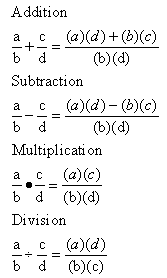 Addition
a/b + c/d = (a)(d) + (b)(c)/(b)(d)
Subtraction
a/b − c/d = (a)(d) − (b)(c)/(b)(d)
Multiplication
a/b • c/d = (a)(c)/(b)(d)
Division
a/b ÷ c/d = (a)(d)/(b)(c)